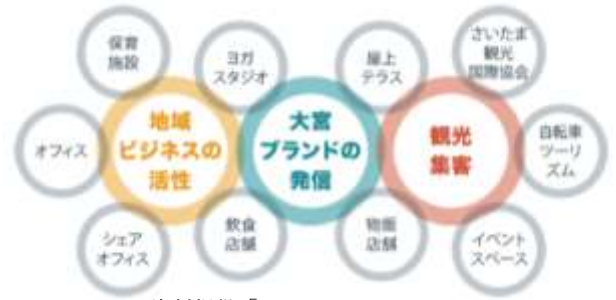 保育
施設
ヨガ
スタジオ
屋上
テラス
さいたま
観光
国際協会
オフィス
地域
ビジネスの
活性
大宮
ブランドの
発信
観光
集客
自転車
ツーリ
ズム
シェア
オフィス
飲食
店舗
物販
店舗
イベント
スペース